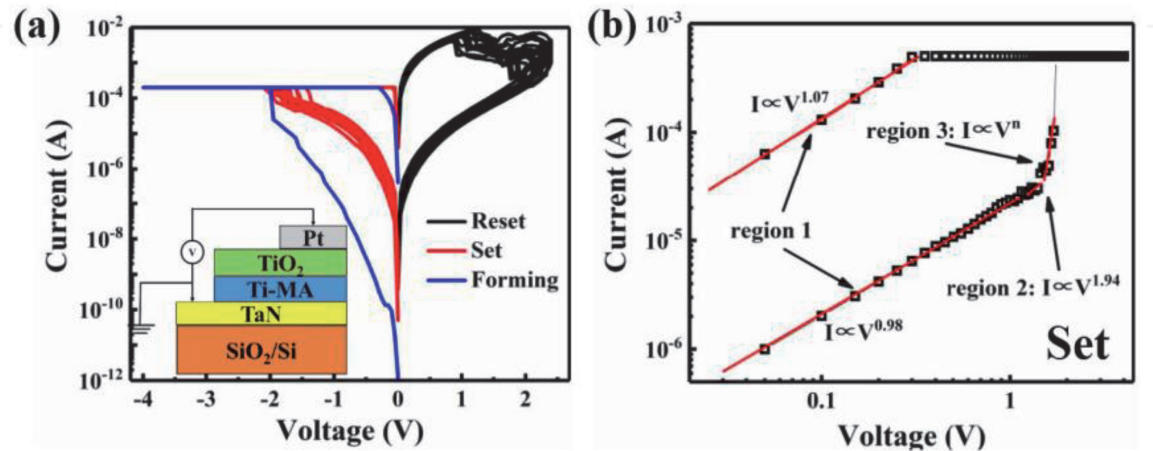 (a)
10⁻²
10⁻⁴
10⁻⁶
10⁻⁸
10⁻¹⁰
10⁻¹²
Current (A)
-4 -3 -2 -1 0 1 2
Voltage (V)
Reset
Set
Forming
V
Pt
TiO₂
Ti-MA
TaN
SiO₂/Si
(b)
10⁻³
10⁻⁴
10⁻⁵
10⁻⁶
Current (A)
0.1 1
Voltage (V)
I∝V¹·⁰⁷
region 3: I∝Vⁿ
region 1
region 2: I∝V¹·⁹⁴
I∝V⁰·⁹⁸
Set